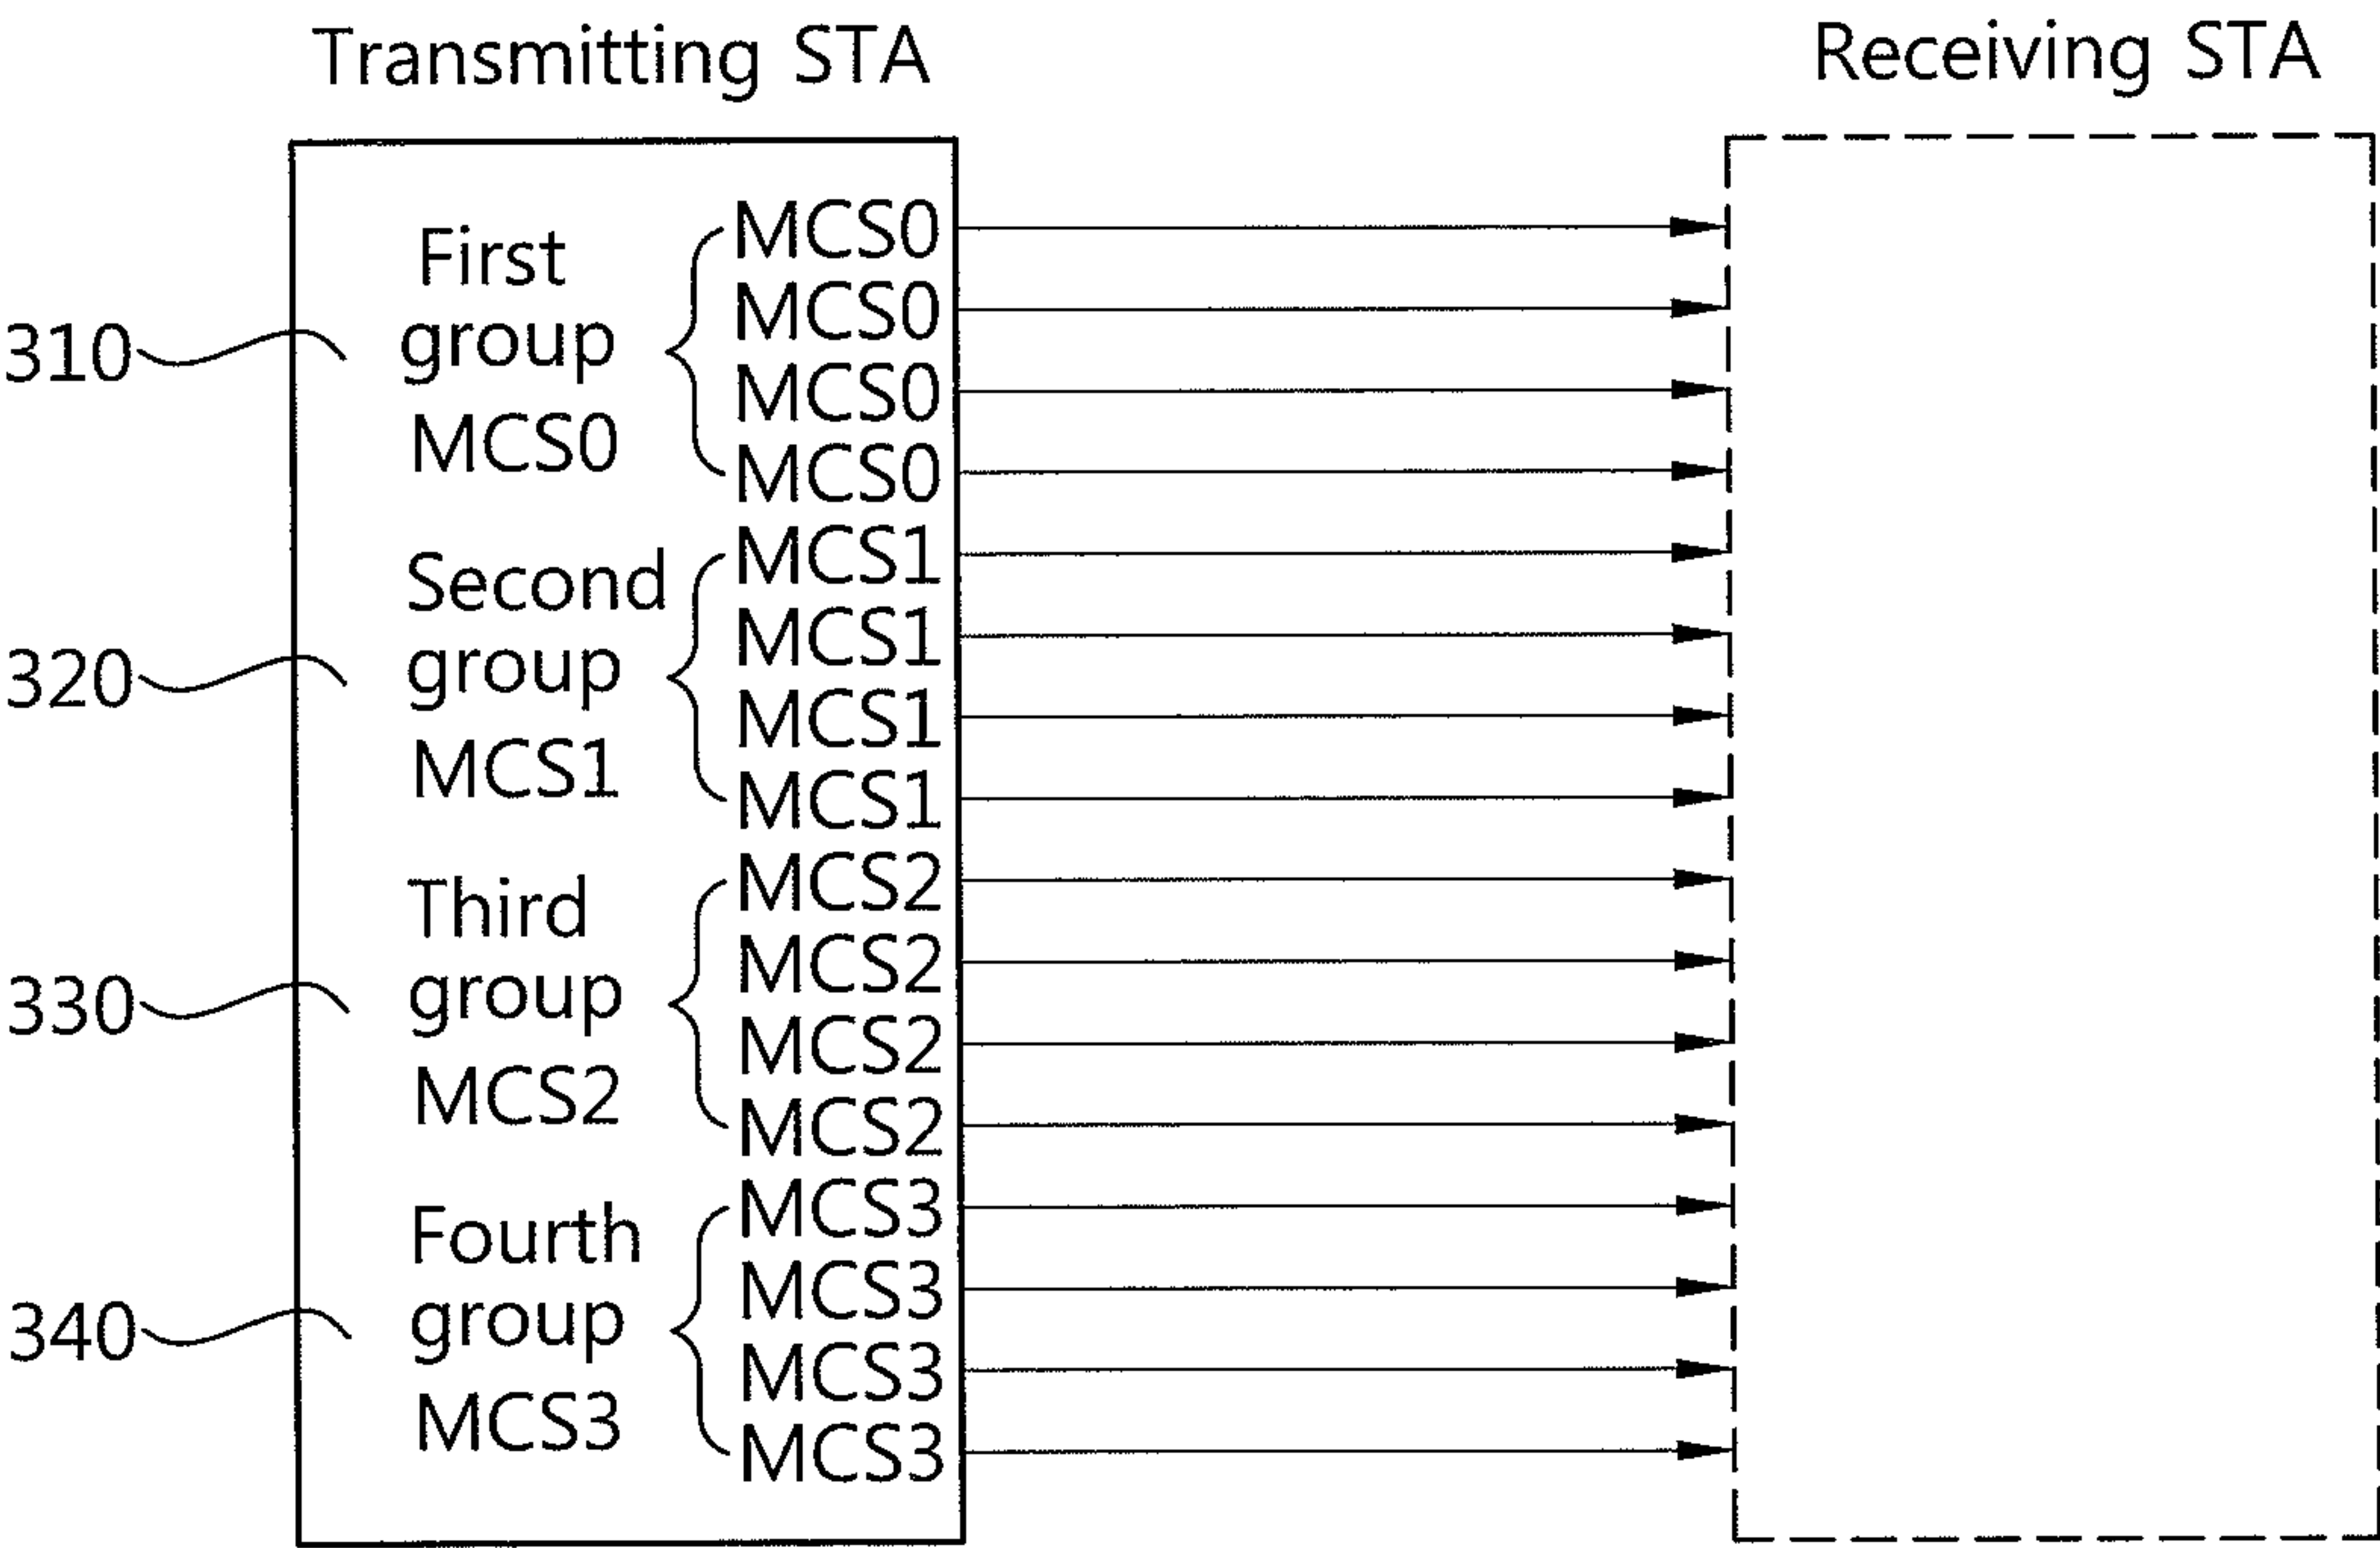 Transmitting STA
Receiving STA
310
First
group
MCS0
MCS0
MCS0
MCS0
MCS0
320
Second
group
MCS1
MCS1
MCS1
MCS1
MCS1
330
Third
group
MCS2
MCS2
MCS2
MCS2
MCS2
340
Fourth
group
MCS3
MCS3
MCS3
MCS3
MCS3